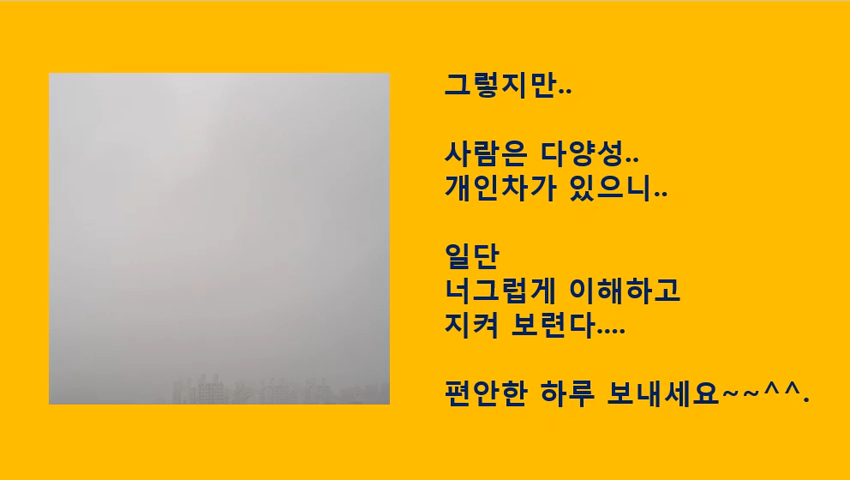 그렇지만..
사람은 다양성..
개인차가 있으니..
일단
너그럽게 이해하고
지켜 보련다....
편안한 하루 보내세요~~^^.